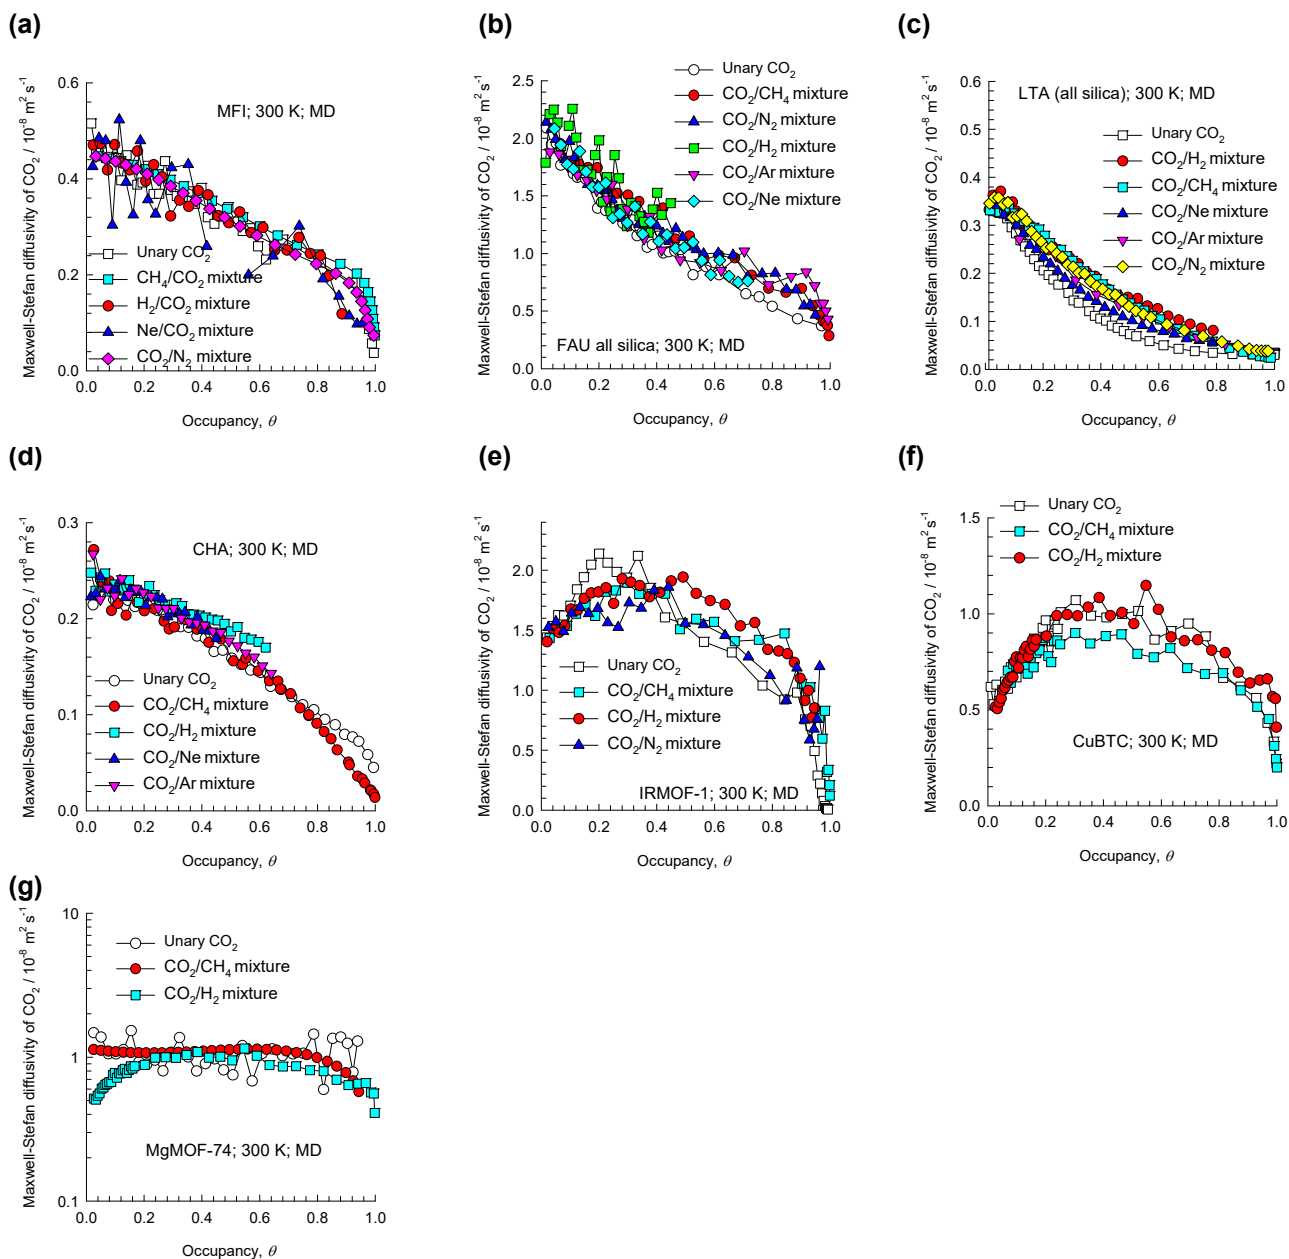 (a)
Maxwell-Stefan diffusivity of CO2 / 10-8 m2 s-1
0.6
0.4
0.2
0.0
MFI; 300 K; MD
Unary CO2
CH4/CO2 mixture
H2/CO2 mixture
Ne/CO2 mixture
CO2/N2 mixture
0.0 0.2 0.4 0.6 0.8 1.0
Occupancy, θ
(b)
Maxwell-Stefan diffusivity of CO2 / 10-8 m2 s-1
2.5
2.0
1.5
1.0
0.5
0.0
Unary CO2
CO2/CH4 mixture
CO2/N2 mixture
CO2/H2 mixture
CO2/Ar mixture
CO2/Ne mixture
FAU all silica; 300 K; MD
0.0 0.2 0.4 0.6 0.8 1.0
Occupancy, θ
(c)
Maxwell-Stefan diffusivity of CO2 / 10-8 m2 s-1
0.6
0.5
0.4
0.3
0.2
0.1
0.0
LTA (all silica); 300 K; MD
Unary CO2
CO2/H2 mixture
CO2/CH4 mixture
CO2/Ne mixture
CO2/Ar mixture
CO2/N2 mixture
0.0 0.2 0.4 0.6 0.8 1.0
Occupancy, θ
(d)
Maxwell-Stefan diffusivity of CO2 / 10-8 m2 s-1
0.3
0.2
0.1
0.0
CHA; 300 K; MD
Unary CO2
CO2/CH4 mixture
CO2/H2 mixture
CO2/Ne mixture
CO2/Ar mixture
0.0 0.2 0.4 0.6 0.8 1.0
Occupancy, θ
(e)
Maxwell-Stefan diffusivity of CO2 / 10-8 m2 s-1
2.0
1.5
1.0
0.5
0.0
Unary CO2
CO2/CH4 mixture
CO2/H2 mixture
CO2/N2 mixture
IRMOF-1; 300 K; MD
0.0 0.2 0.4 0.6 0.8 1.0
Occupancy, θ
(f)
Maxwell-Stefan diffusivity of CO2 / 10-8 m2 s-1
1.5
1.0
0.5
0.0
Unary CO2
CO2/CH4 mixture
CO2/H2 mixture
CuBTC; 300 K; MD
0.0 0.2 0.4 0.6 0.8 1.0
Occupancy, θ
(g)
Maxwell-Stefan diffusivity of CO2 / 10-8 m2 s-1
10
1
0.1
Unary CO2
CO2/CH4 mixture
CO2/H2 mixture
MgMOF-74; 300 K; MD
0.0 0.2 0.4 0.6 0.8 1.0
Occupancy, θ